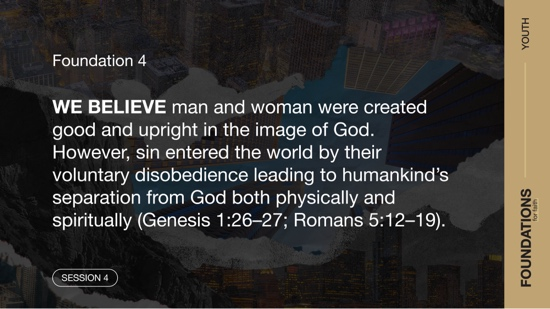 Foundation 4
WE BELIEVE man and woman were created
good and upright in the image of God.
However, sin entered the world by their
voluntary disobedience leading to humankind’s
separation from God both physically and
spiritually (Genesis 1:26–27; Romans 5:12–19).
SESSION 4
YOUTH
FOUNDATIONS
for faith